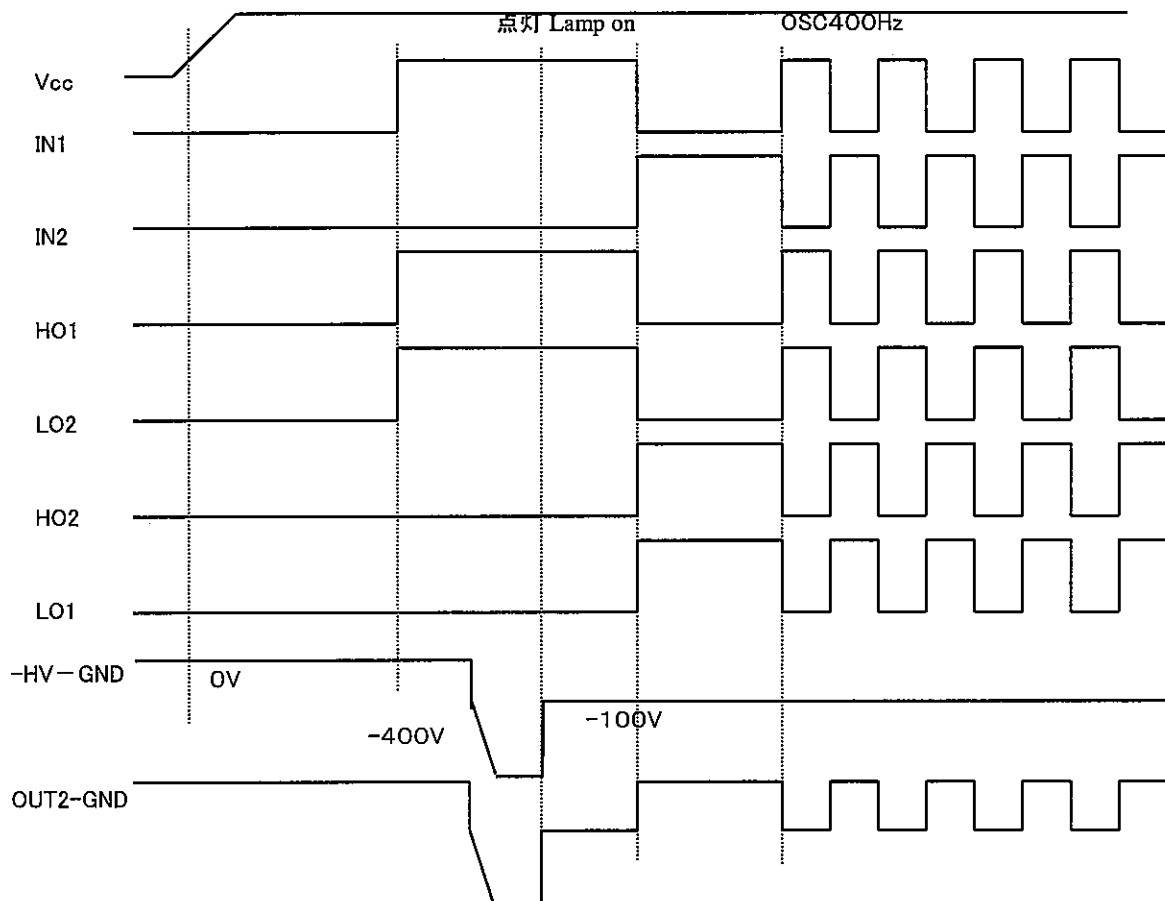 点灯 Lamp on
OSC400Hz
Vcc
IN1
IN2
HO1
LO2
HO2
LO1
-HV-GND
0V
-400V
-100V
OUT2-GND